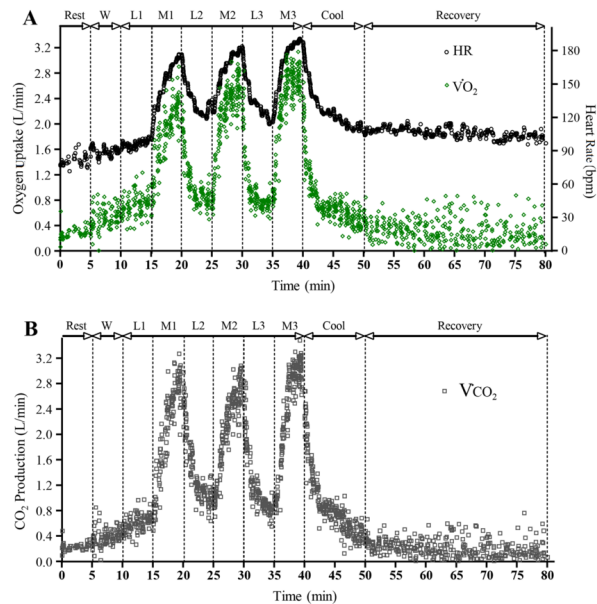 A
Rest W L1 M1 L2 M2 L3 M3 Cool Recovery
3.2
2.8
2.4
2.0
1.6
1.2
0.8
0.4
0.0
Oxygen uptake (L/min)
HR
V̇O₂
180
150
120
90
60
30
0
Heart Rate (bpm)
0 5 10 15 20 25 30 35 40 45 50 55 60 65 70 75 80
Time (min)
B
Rest W L1 M1 L2 M2 L3 M3 Cool Recovery
3.2
2.8
2.4
2.0
1.6
1.2
0.8
0.4
0
CO₂ Production (L/min)
V̇CO₂
0 5 10 15 20 25 30 35 40 45 50 55 60 65 70 75 80
Time (min)